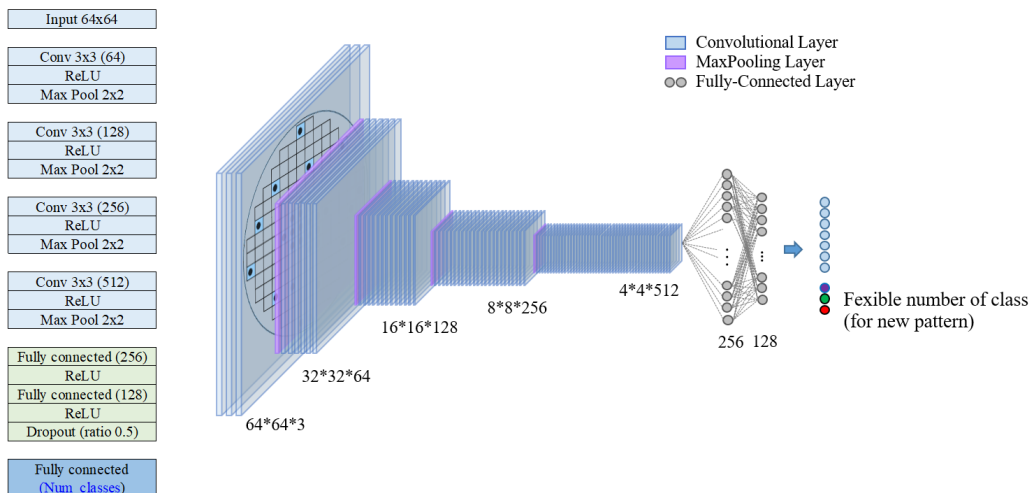 Input 64x64
Conv 3x3 (64)
ReLU
Max Pool 2x2
Conv 3x3 (128)
ReLU
Max Pool 2x2
Conv 3x3 (256)
ReLU
Max Pool 2x2
Conv 3x3 (512)
ReLU
Max Pool 2x2
Fully connected (256)
ReLU
Fully connected (128)
ReLU
Dropout (ratio 0.5)
Fully connected
(Num_classes)
Convolutional Layer
MaxPooling Layer
Fully-Connected Layer
64*64*3
32*32*64
16*16*128
8*8*256
4*4*512
256 128
Fexible number of class
(for new pattern)